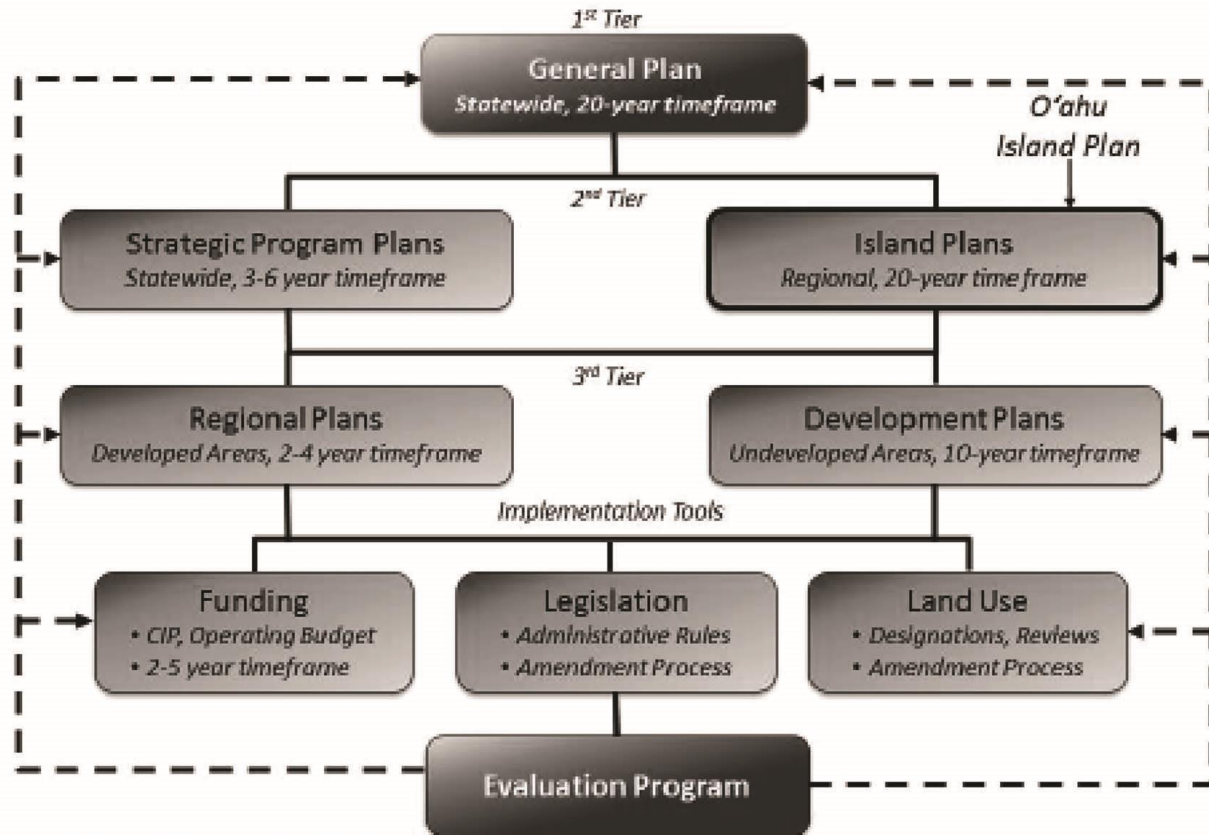 1st Tier
General Plan
Statewide, 20-year timeframe
Oʻahu
Island Plan
2nd Tier
Strategic Program Plans
Statewide, 3-6 year timeframe
Island Plans
Regional, 20-year time frame
3rd Tier
Regional Plans
Developed Areas, 2-4 year timeframe
Development Plans
Undeveloped Areas, 10-year timeframe
Implementation Tools
Funding
• CIP, Operating Budget
• 2-5 year timeframe
Legislation
• Administrative Rules
• Amendment Process
Land Use
• Designations, Reviews
• Amendment Process
Evaluation Program